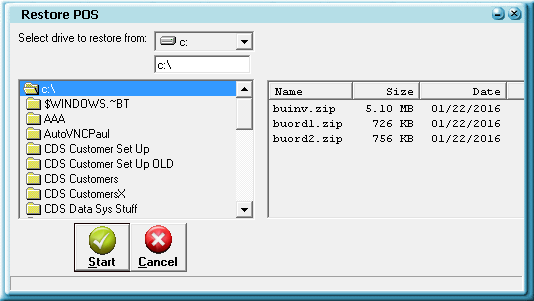 Restore POS
Select drive to restore from:
c:
c:\
c:\
$WINDOWS.~BT
AAA
AutoVNCPaul
CDS Customer Set Up
CDS Customer Set Up OLD
CDS Customers
CDS CustomersX
CDS Data Sys Stuff
Name Size Date
buinv.zip 5.10 MB 01/22/2016
buord1.zip 726 KB 01/22/2016
buord2.zip 756 KB 01/22/2016
Start Cancel